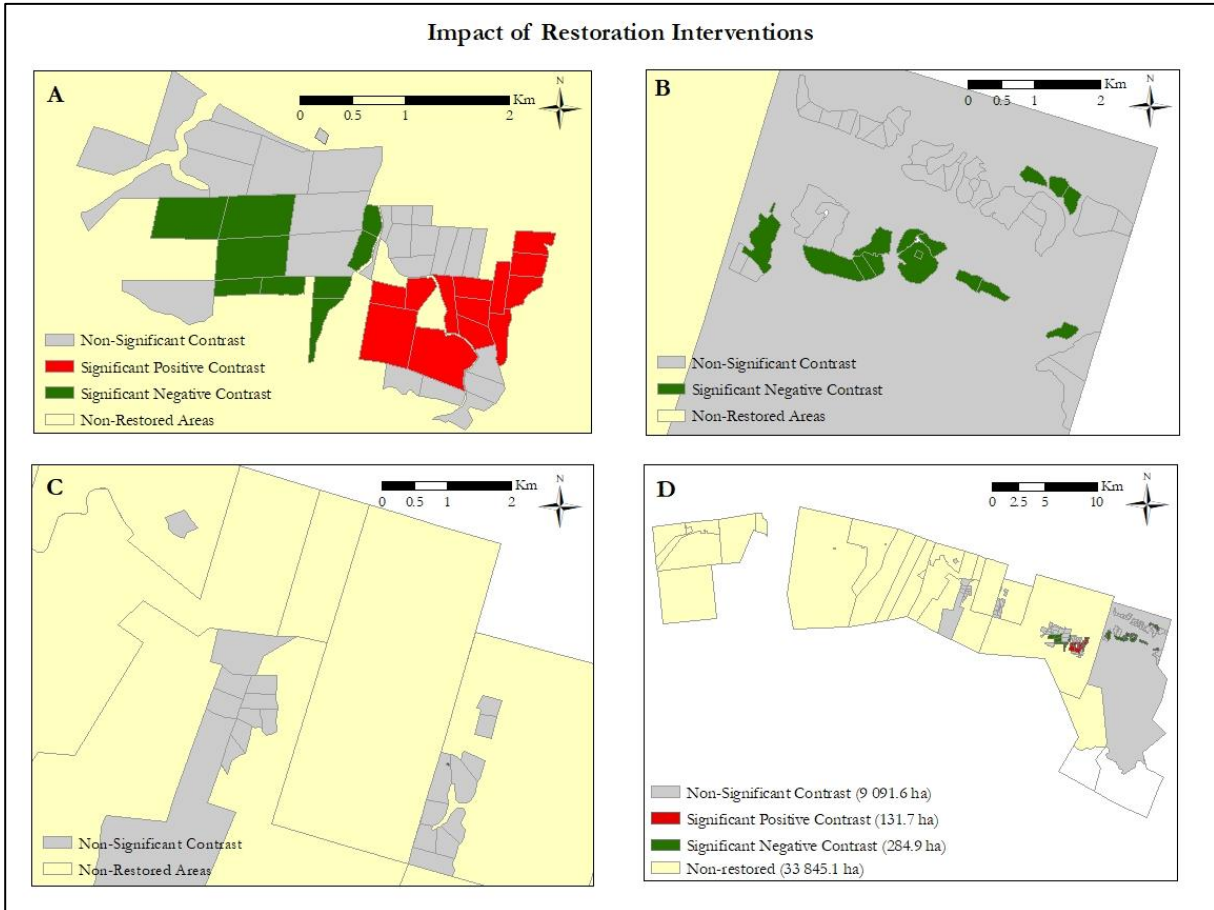 Impact of Restoration Interventions
A
N
Km
0 0.5 1 2
Non-Significant Contrast
Significant Positive Contrast
Significant Negative Contrast
Non-Restored Areas
B
N
Km
0 0.5 1 2
Non-Significant Contrast
Significant Negative Contrast
Non-Restored Areas
C
N
Km
0 0.5 1 2
Non-Significant Contrast
Non-Restored Areas
D
N
Km
0 2.5 5 10
Non-Significant Contrast (9 091.6 ha)
Significant Positive Contrast (131.7 ha)
Significant Negative Contrast (284.9 ha)
Non-restored (33 845.1 ha)